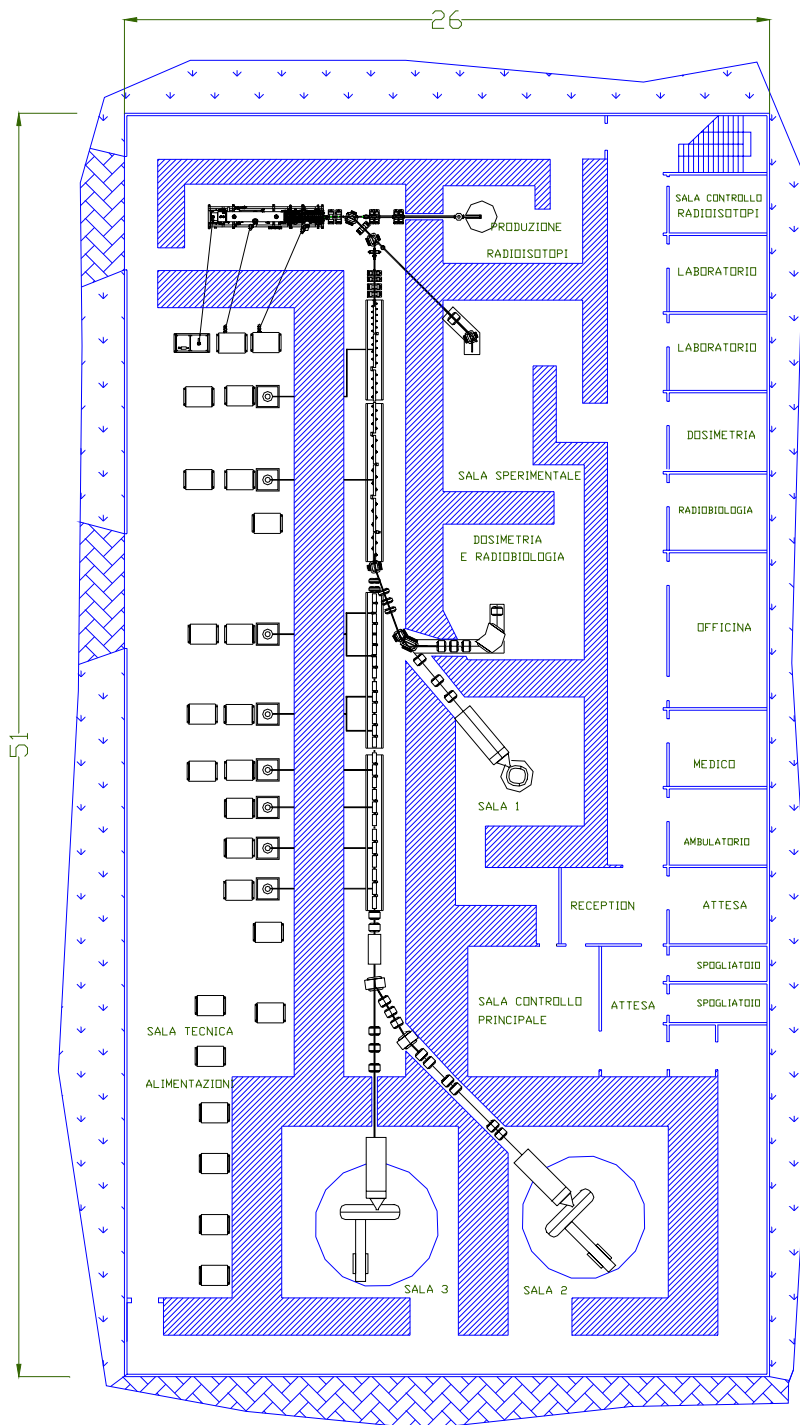 26
SALA CONTROLLO
RADIOISOTOPI
PRODUZIONE
RADIOISOTOPI
LABORATORIO
LABORATORIO
DOSIMETRIA
SALA SPERIMENTALE
RADIOBIOLOGIA
DOSIMETRIA
E RADIOBIOLOGIA
OFFICINA
51
MEDICO
SALA 1
AMBULATORIO
RECEPTION
ATTESA
SPOGLIATOIO
SALA CONTROLLO
PRINCIPALE
ATTESA
SPOGLIATOIO
SALA TECNICA
ALIMENTAZIONI
SALA 3
SALA 2